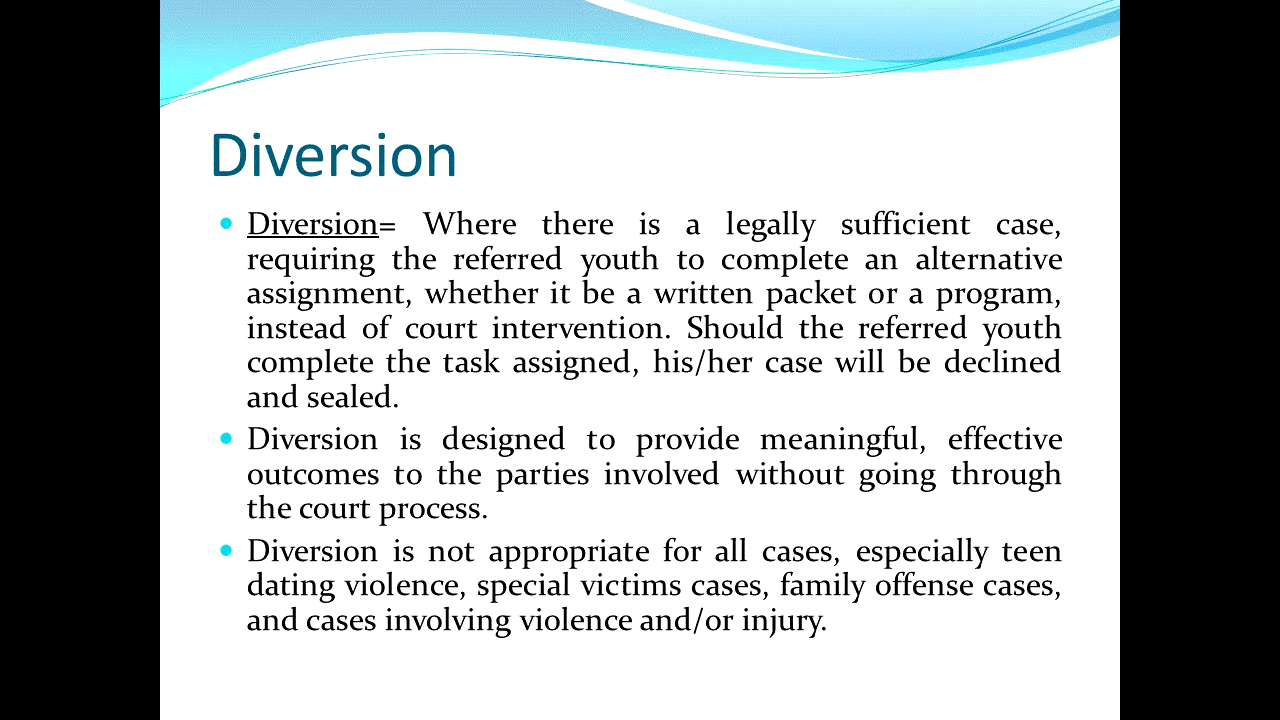 Diversion
Diversion= Where there is a legally sufficient case,
requiring the referred youth to complete an alternative
assignment, whether it be a written packet or a program,
instead of court intervention. Should the referred youth
complete the task assigned, his/her case will be declined
and sealed.
Diversion is designed to provide meaningful, effective
outcomes to the parties involved without going through
the court process.
Diversion is not appropriate for all cases, especially teen
dating violence, special victims cases, family offense cases,
and cases involving violence and/or injury.